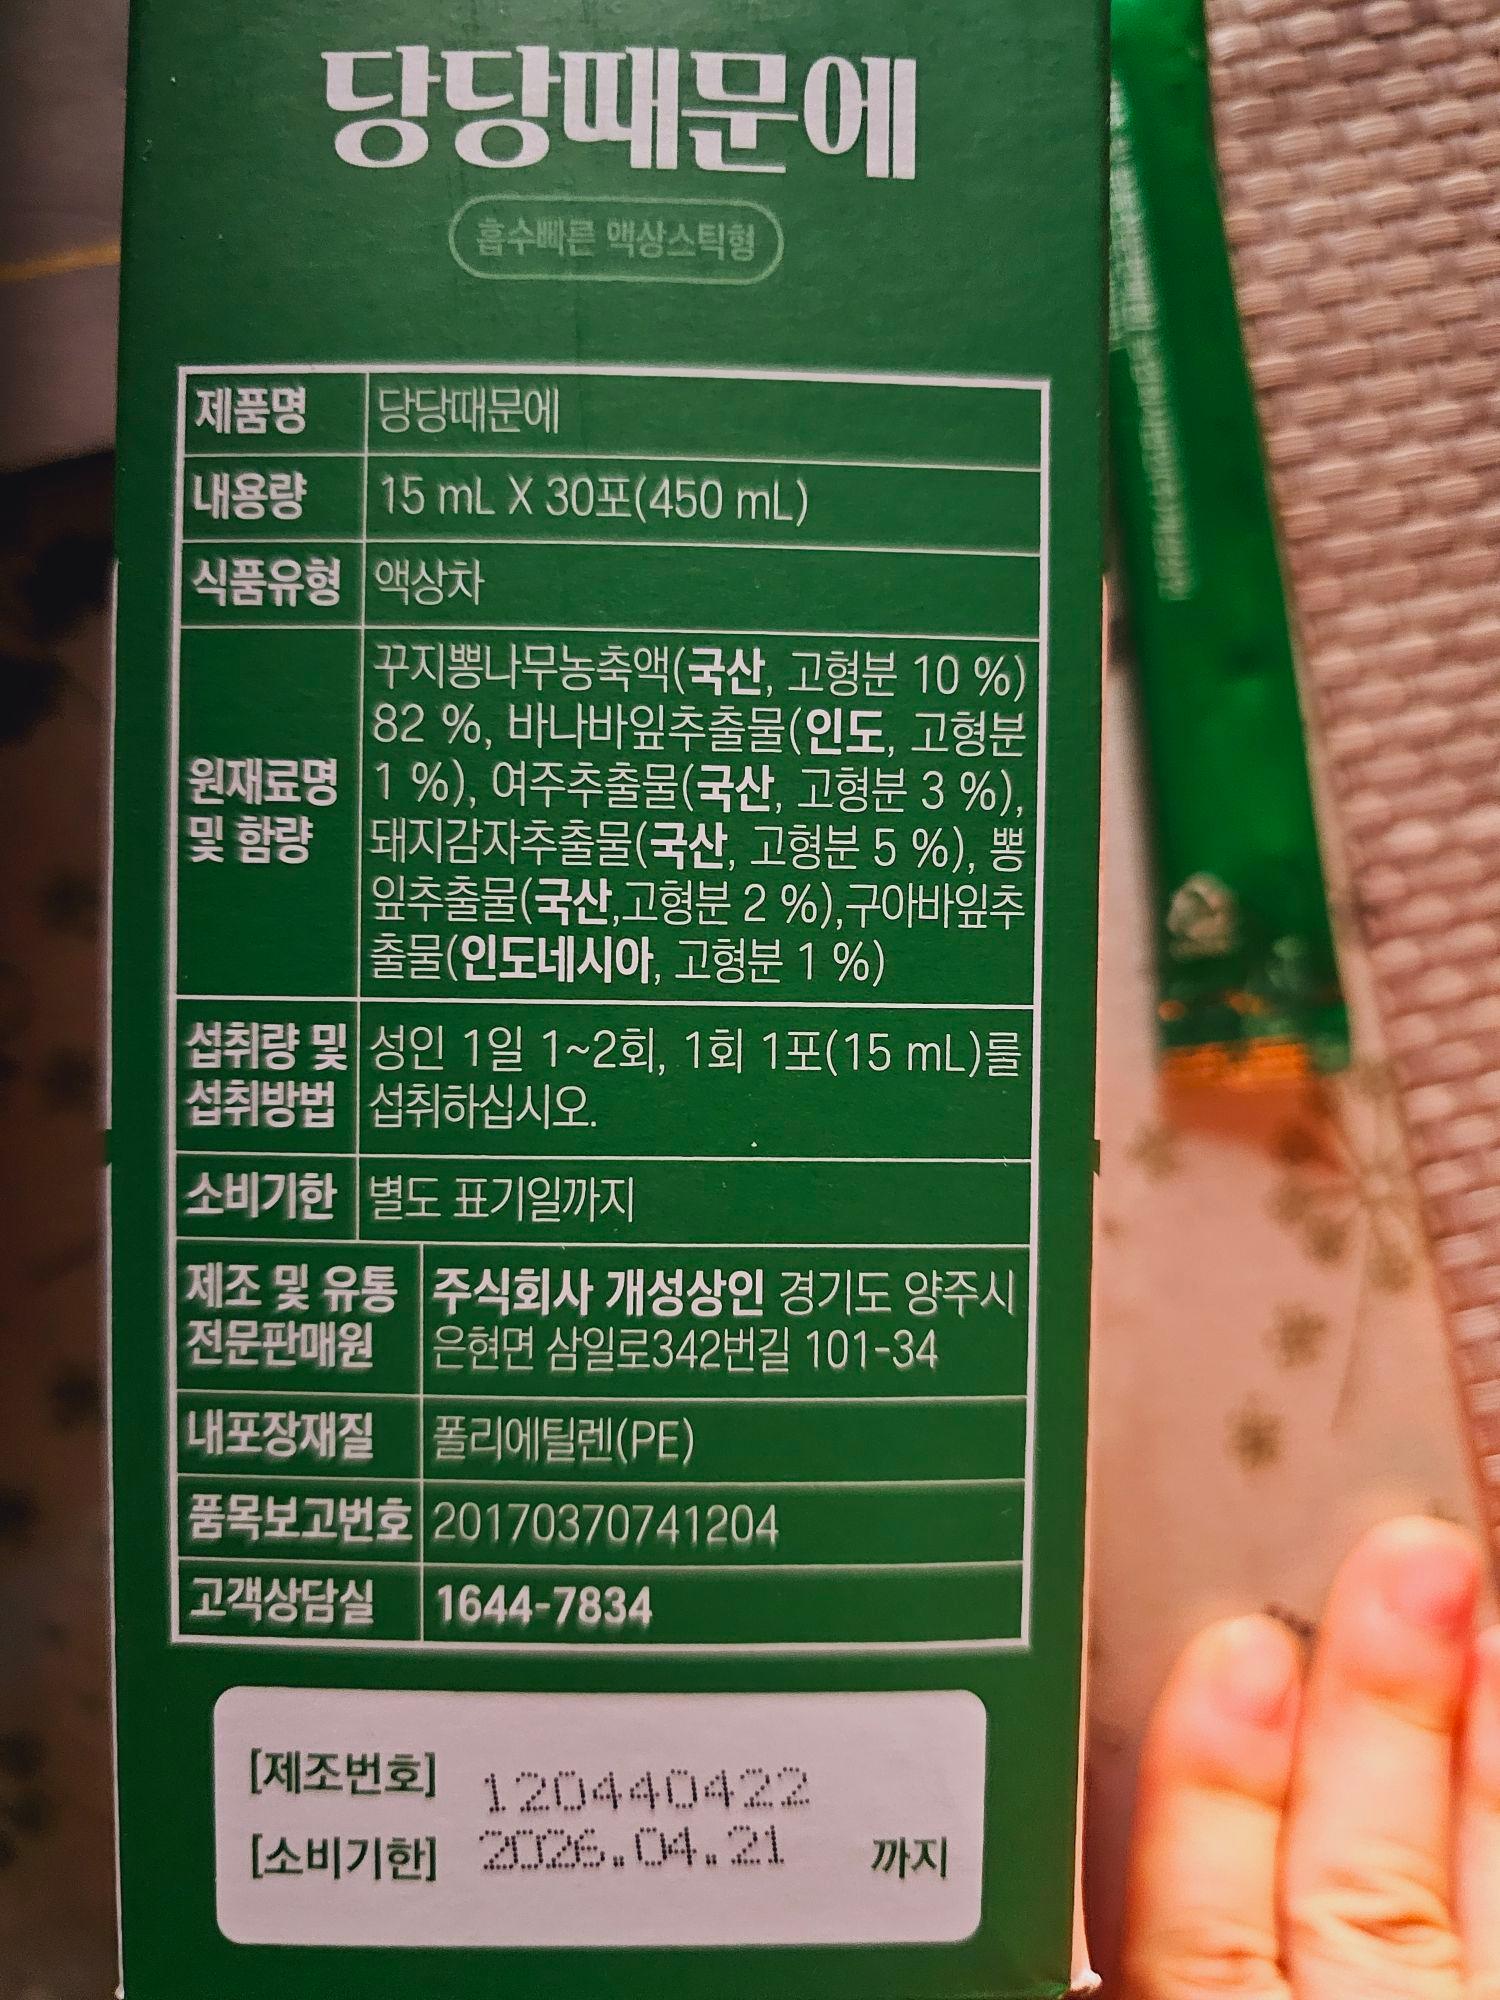 당당때문에
흡수빠른 액상스틱형
제품명 당당때문에
내용량 15 mL X 30포(450 mL)
식품유형 액상차
원재료명
및 함량
꾸지뽕나무농축액(국산, 고형분 10 %)
82 %, 바나바잎추출물(인도, 고형분
1 %), 여주추출물(국산, 고형분 3 %),
돼지감자추출물(국산, 고형분 5 %), 뽕
잎추출물(국산,고형분 2 %),구아바잎추
출물(인도네시아, 고형분 1 %)
섭취량 및
섭취방법
성인 1일 1~2회, 1회 1포(15 mL)를
섭취하십시오.
소비기한 별도 표기일까지
제조 및 유통
전문판매원
주식회사 개성상인 경기도 양주시
은현면 삼일로342번길 101-34
내포장재질 폴리에틸렌(PE)
품목보고번호 20170370741204
고객상담실 1644-7834
[제조번호] 120440422
[소비기한] 2026.04.21 까지